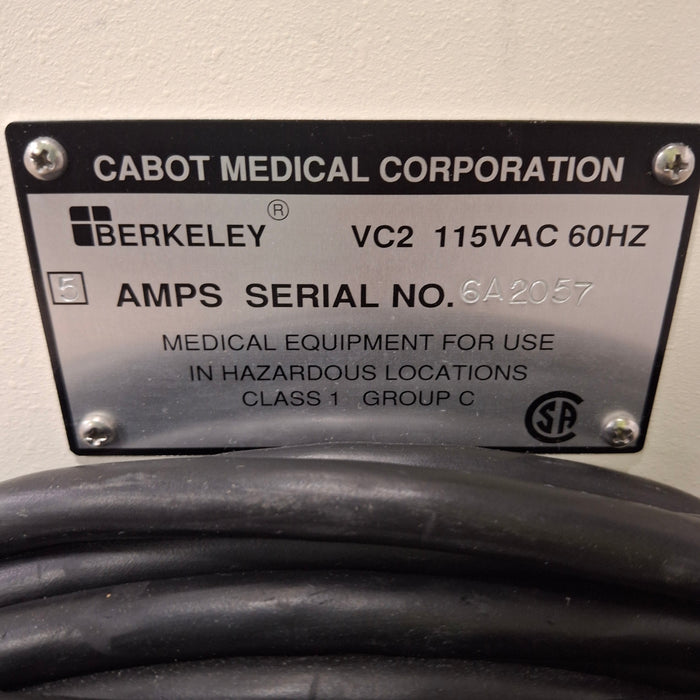 CABOT MEDICAL CORPORATION
BERKELEY ® VC2 115VAC 60HZ
5 AMPS SERIAL NO. 6A2057
MEDICAL EQUIPMENT FOR USE
IN HAZARDOUS LOCATIONS
CLASS 1 GROUP C
CSA